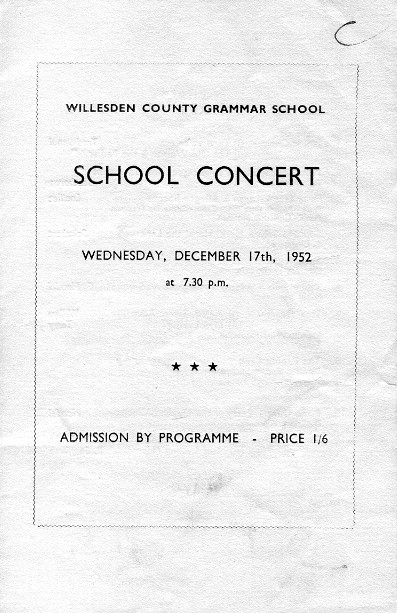 WILLESDEN COUNTY GRAMMAR SCHOOL
SCHOOL CONCERT
WEDNESDAY, DECEMBER 17th, 1952
at 7.30 p.m.
★ ★ ★
ADMISSION BY PROGRAMME - PRICE 1/6